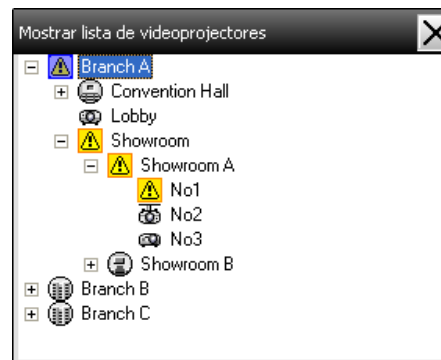 Mostrar lista de videoprojectores
Branch A
Convention Hall
Lobby
Showroom
Showroom A
No1
No2
No3
Showroom B
Branch B
Branch C